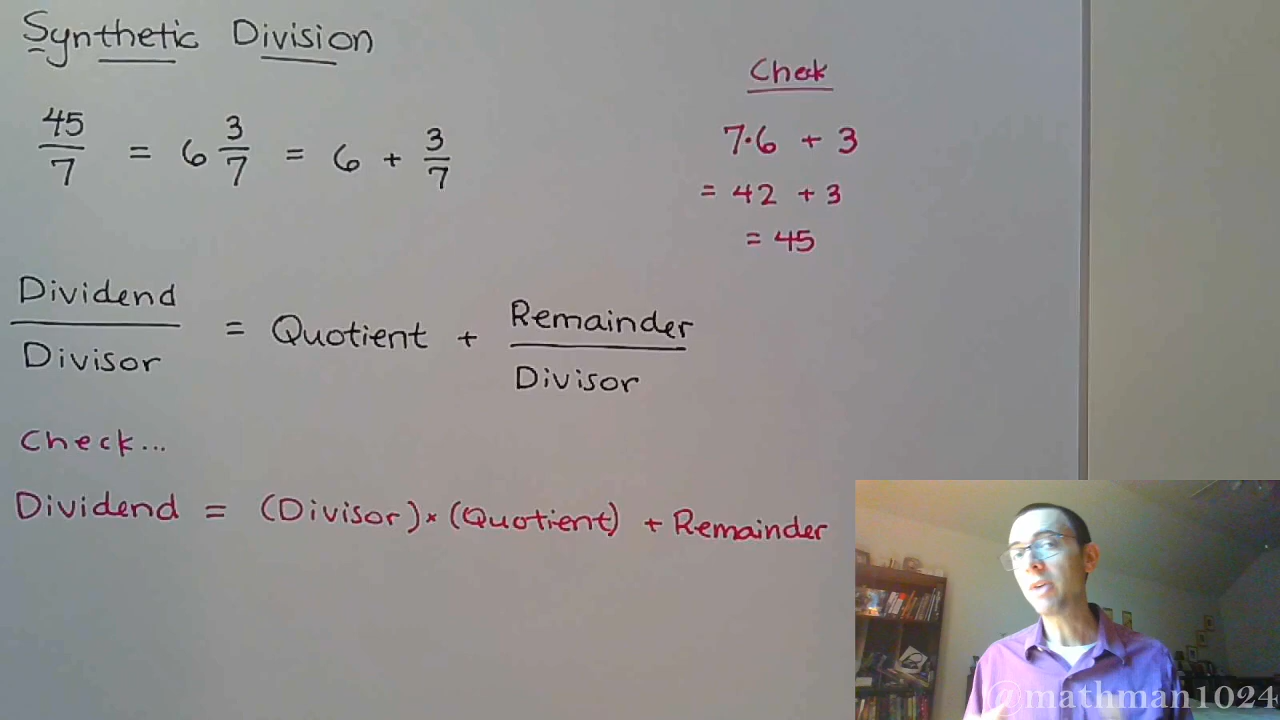 Synthetic Division
45/7 = 6 3/7 = 6 + 3/7
Check
7·6 + 3
= 42 + 3
= 45
Dividend/Divisor = Quotient + Remainder/Divisor
Check...
Dividend = (Divisor) × (Quotient) + Remainder
@mathman1024